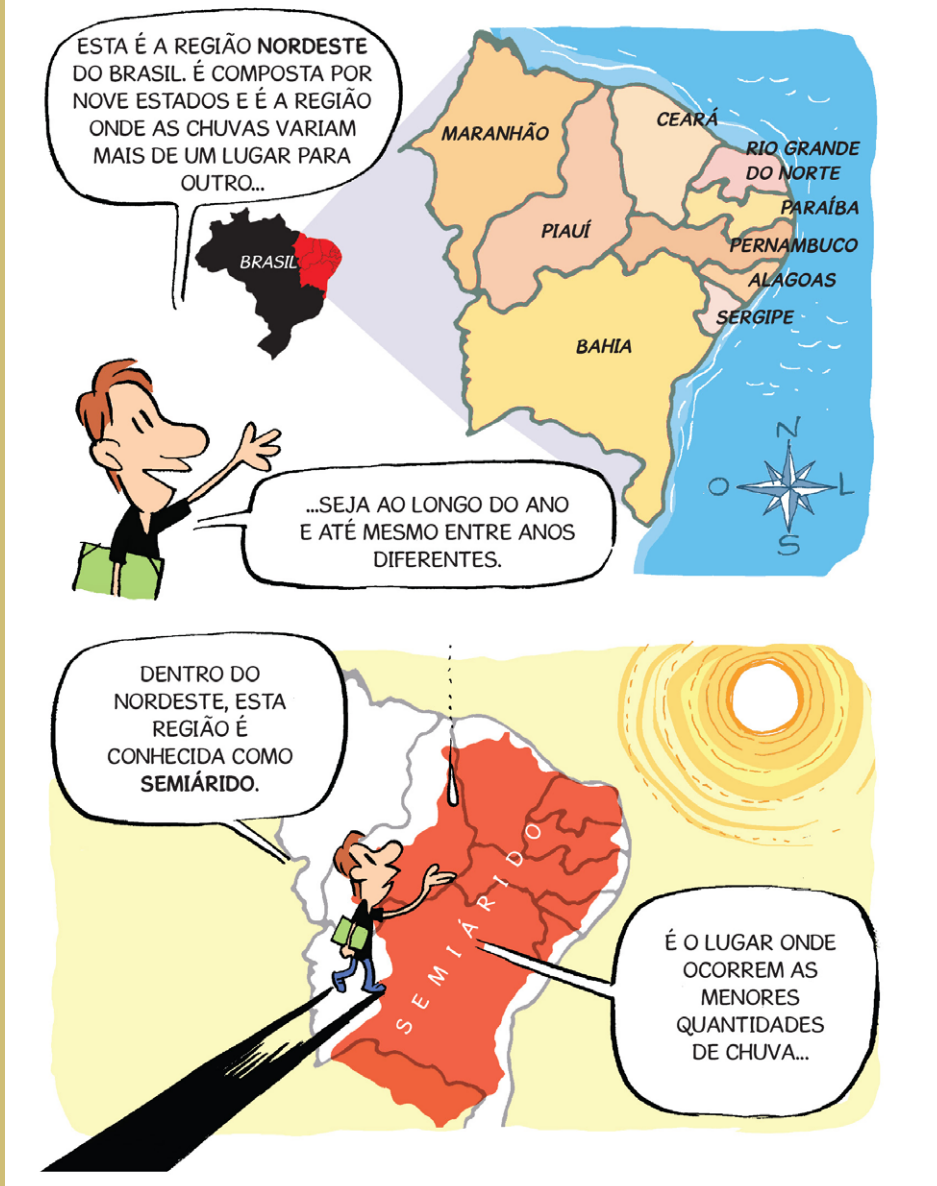 ESTA É A REGIÃO NORDESTE
DO BRASIL. É COMPOSTA POR
NOVE ESTADOS E É A REGIÃO
ONDE AS CHUVAS VARIAM
MAIS DE UM LUGAR PARA
OUTRO...
BRASIL
MARANHÃO
CEARÁ
RIO GRANDE
DO NORTE
PARAÍBA
PIAUÍ
PERNAMBUCO
ALAGOAS
SERGIPE
BAHIA
N
O
L
S
...SEJA AO LONGO DO ANO
E ATÉ MESMO ENTRE ANOS
DIFERENTES.
DENTRO DO
NORDESTE, ESTA
REGIÃO É
CONHECIDA COMO
SEMIÁRIDO.
SEMIÁRIDO
É O LUGAR ONDE
OCORREM AS
MENORES
QUANTIDADES
DE CHUVA...